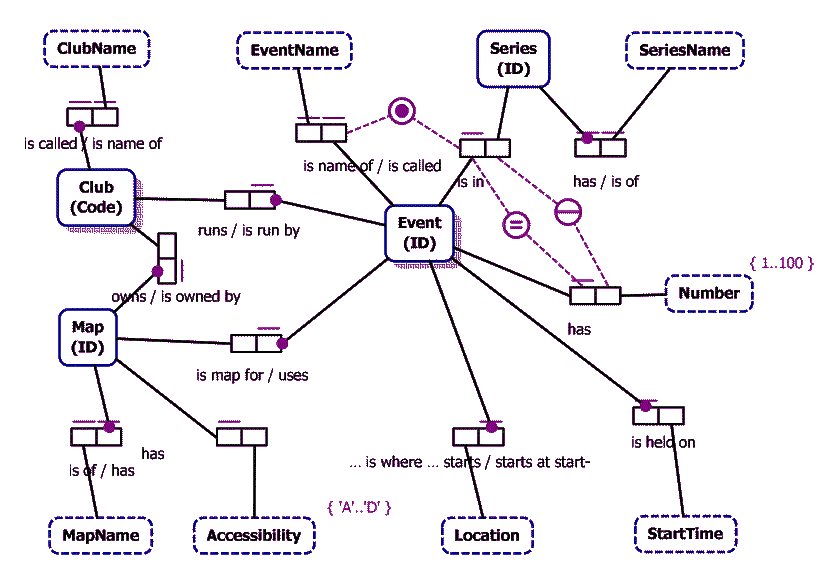 ClubName
EventName
Series
(ID)
SeriesName
is called / is name of
is name of / is called
is in
has / is of
Club
(Code)
runs / is run by
Event
(ID)
{ 1..100 }
owns / is owned by
Number
has
Map
(ID)
is map for / uses
has
is of / has
... is where ... starts / starts at start-
is held on
{ 'A'..'D' }
MapName
Accessibility
Location
StartTime